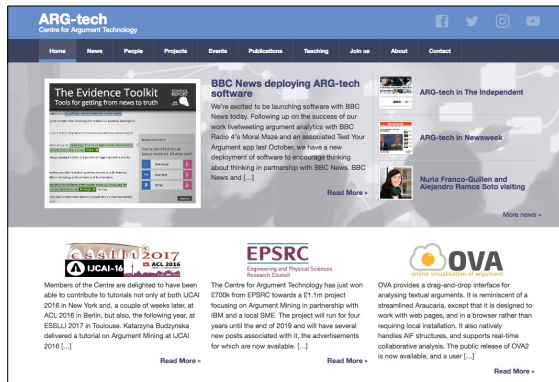 ARG-tech
Centre for Argument Technology
Home News People Projects Events Publications Teaching Join us About Contact
The Evidence Toolkit
Tools for getting from news to truth
BBC News deploying ARG-tech
software
We're excited to be launching software with BBC
News today. Following up on the success of our
work livetweeting argument analytics with BBC
Radio 4's Moral Maze and an associated Test Your
Argument app last October, we have a new
deployment of software to encourage thinking
about thinking in partnership with BBC News. BBC
News and [...]
Read More »
ARG-tech in The Independent
ARG-tech in Newsweek
Nuria Franco-Guillen and
Alejandro Ramos Soto visiting
More news »
esslli2017
IJCAI-16
ACL 2016
Members of the Centre are delighted to have been
able to contribute to tutorials not only at both IJCAI
2016 in New York and, a couple of weeks later, at
ACL 2016 in Berlin, but also, the following year, at
ESSLLI 2017 in Toulouse. Katarzyna Budzynska
delivered a tutorial on Argument Mining at IJCAI
2016 [...]
Read More »
EPSRC
Engineering and Physical Sciences
Research Council
The Centre for Argument Technology has just won
£700k from EPSRC towards a £1.1m project
focusing on Argument Mining in partnership with
IBM and a local SME. The project will run for four
years until the end of 2019 and will have several
new posts associated with it, the advertisements
for which are now available. [...]
Read More »
OVA
online visualisation of argument
OVA provides a drag-and-drop interface for
analysing textual arguments. It is reminescent of a
streamlined Araucaria, except that it is designed to
work with web pages, and in a browser rather than
requiring local installation. It also natively
handles AIF structures, and supports real-time
collaborative analysis. The public release of OVA2
is now available, and a user [...]
Read More »